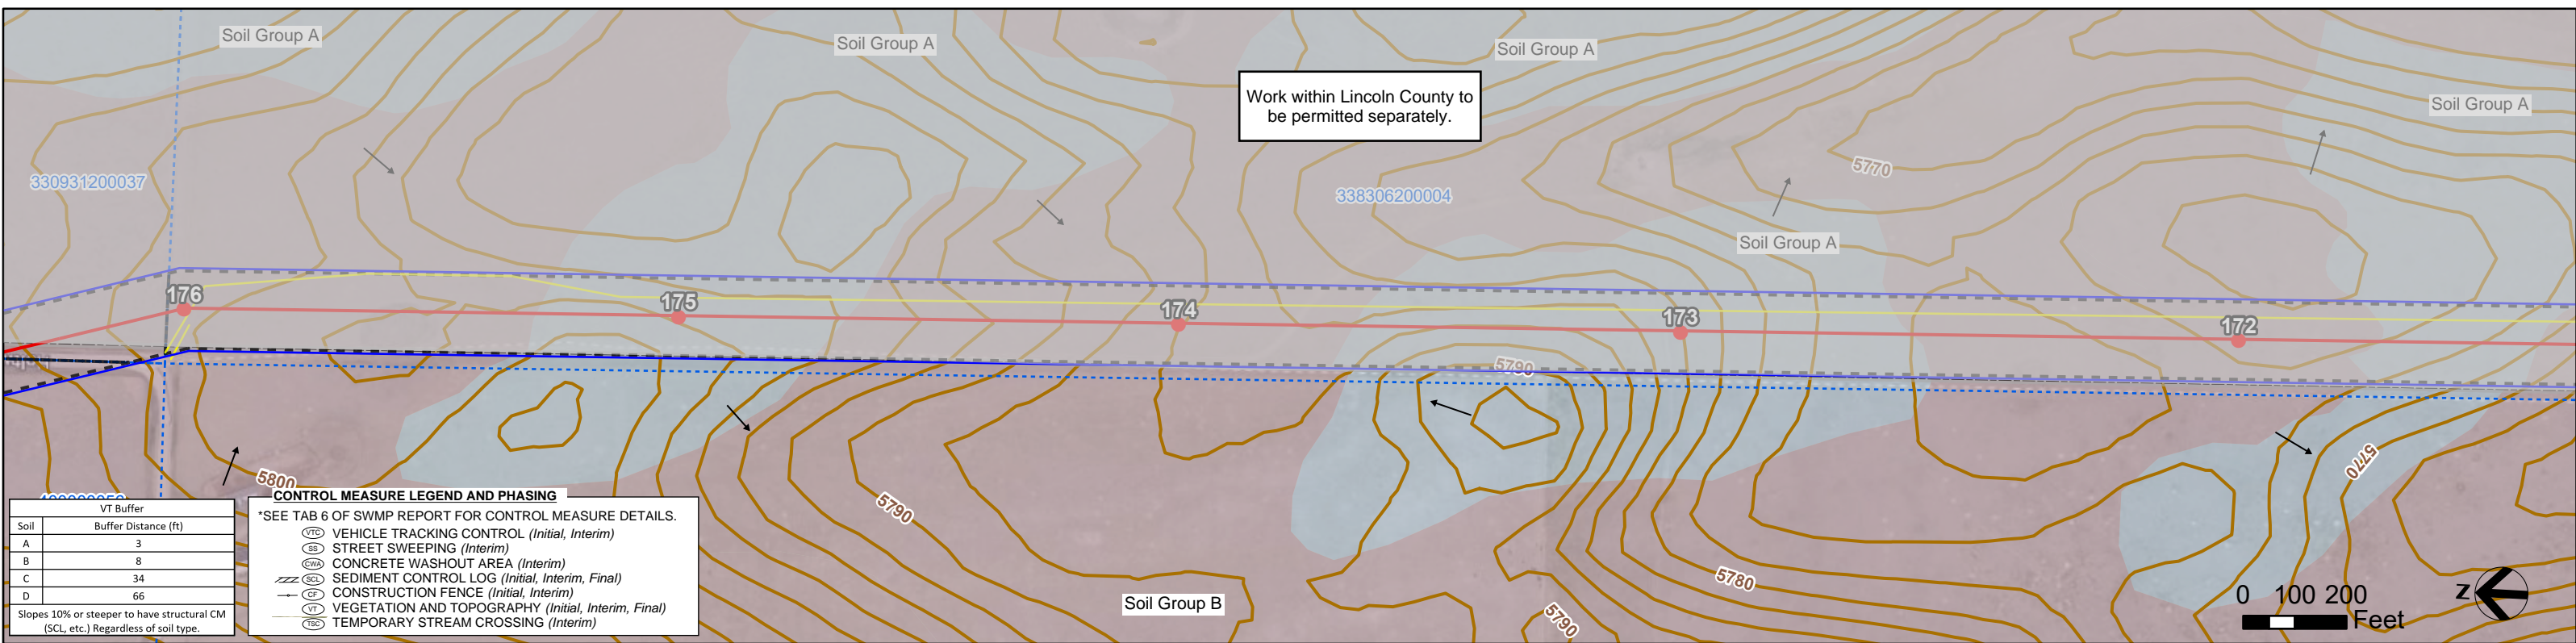 Soil Group A
Soil Group A
Soil Group A
Soil Group A
Work within Lincoln County to
be permitted separately.
330931200037
338306200004
5770
Soil Group A
176
175
174
173
172
5790
5800
5790
5770
5780
5790
Soil Group B
VT Buffer
Soil Buffer Distance (ft)
A 3
B 8
C 34
D 66
Slopes 10% or steeper to have structural CM
(SCL, etc.) Regardless of soil type.
CONTROL MEASURE LEGEND AND PHASING
*SEE TAB 6 OF SWMP REPORT FOR CONTROL MEASURE DETAILS.
VTC VEHICLE TRACKING CONTROL (Initial, Interim)
SS STREET SWEEPING (Interim)
CWA CONCRETE WASHOUT AREA (Interim)
SCL SEDIMENT CONTROL LOG (Initial, Interim, Final)
CF CONSTRUCTION FENCE (Initial, Interim)
VT VEGETATION AND TOPOGRAPHY (Initial, Interim, Final)
TSC TEMPORARY STREAM CROSSING (Interim)
0 100 200
Feet
Z